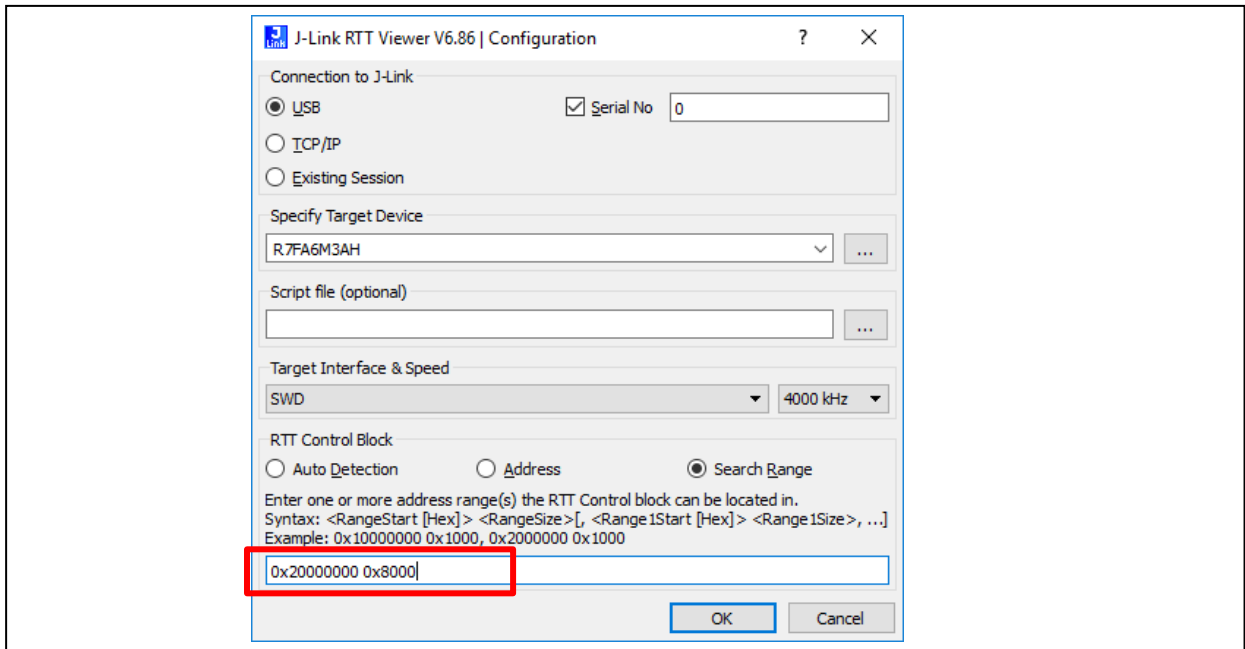 J-Link RTT Viewer V6.86 | Configuration
Connection to J-Link
USB Serial No 0
TCP/IP
Existing Session
Specify Target Device
R7FA6M3AH ...
Script file (optional)
...
Target Interface & Speed
SWD 4000 kHz
RTT Control Block
Auto Detection Address Search Range
Enter one or more address range(s) the RTT Control block can be located in.
Syntax: <RangeStart [Hex]> <RangeSize>[, <Range1Start [Hex]> <Range1Size>, ...]
Example: 0x10000000 0x1000, 0x2000000 0x1000
0x20000000 0x8000
OK Cancel